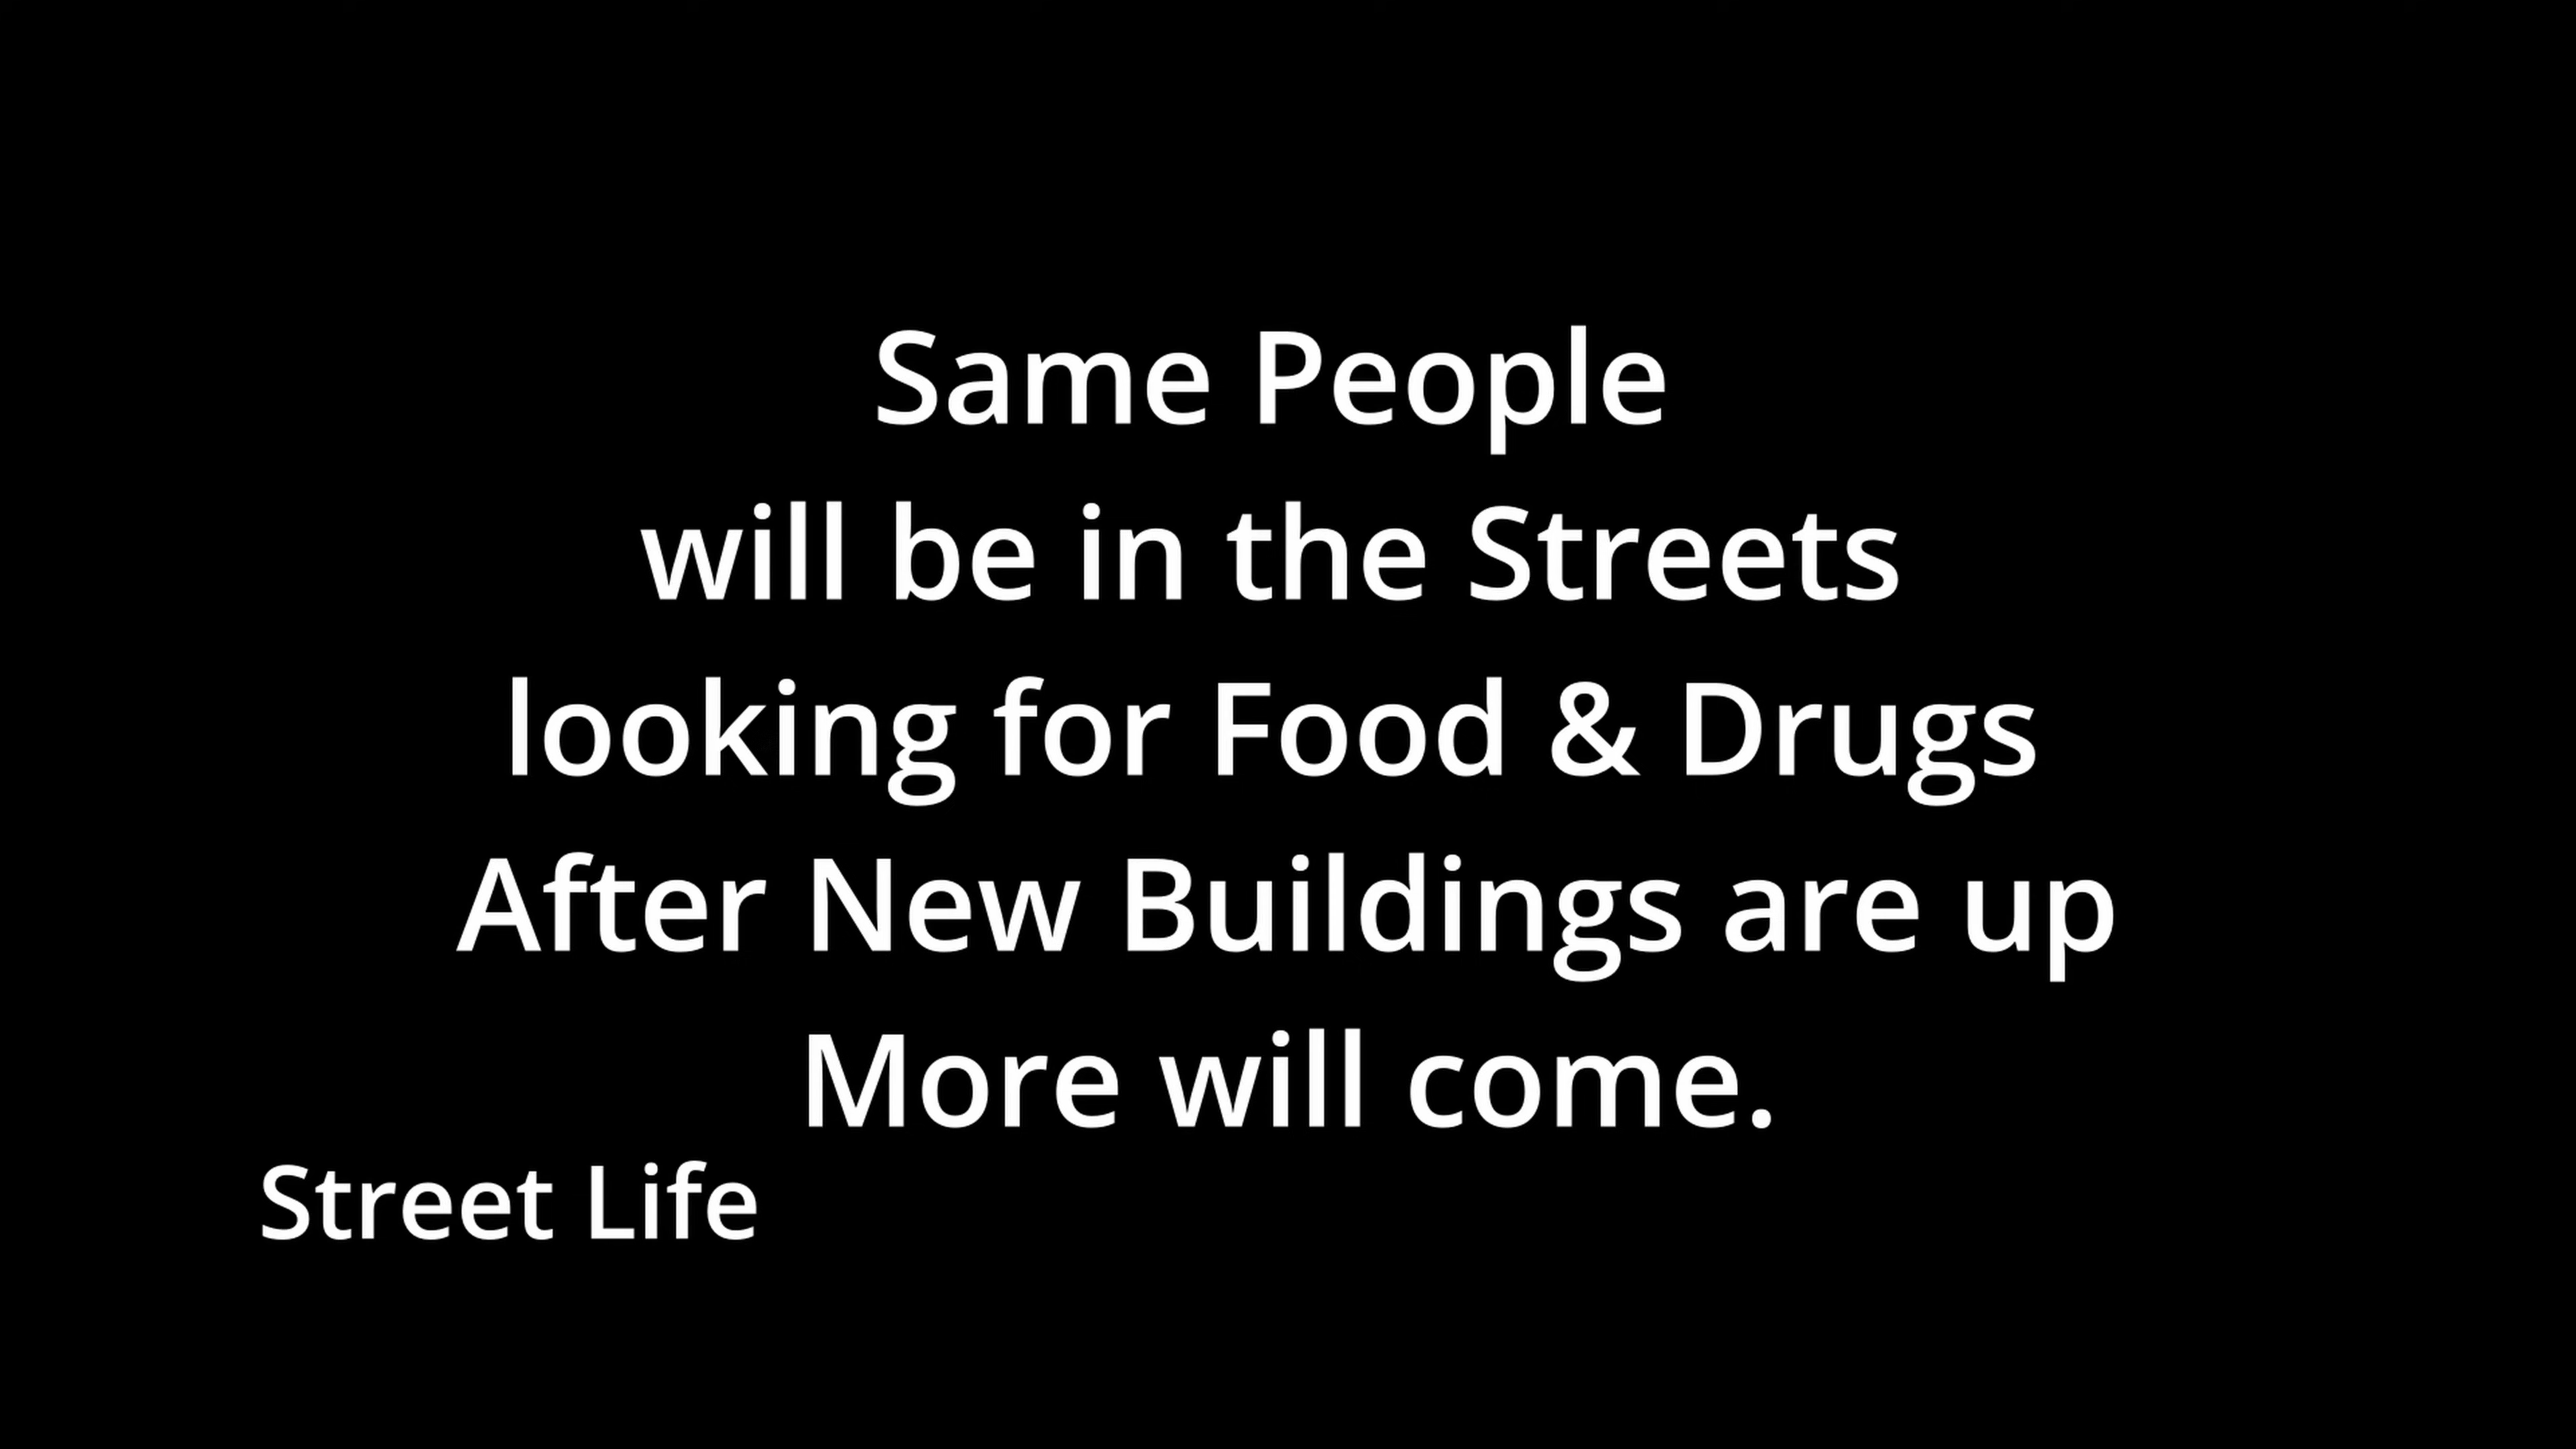 Same People
will be in the Streets
looking for Food & Drugs
After New Buildings are up
More will come.
Street Life